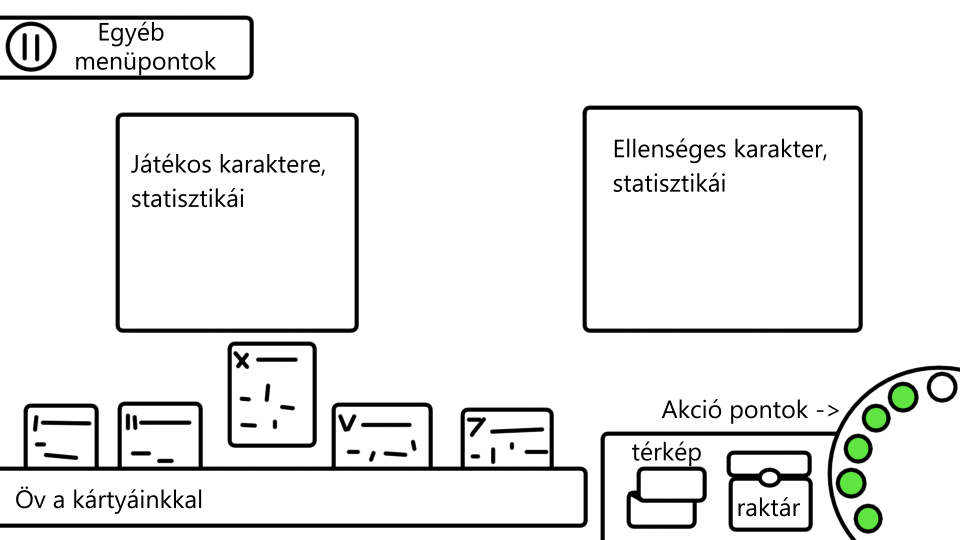 Egyéb
menüpontok
Játékos karaktere,
statisztikái
Ellenséges karakter,
statisztikái
X
I
II
V
7
Akció pontok ->
térkép
raktár
Öv a kártyáinkkal